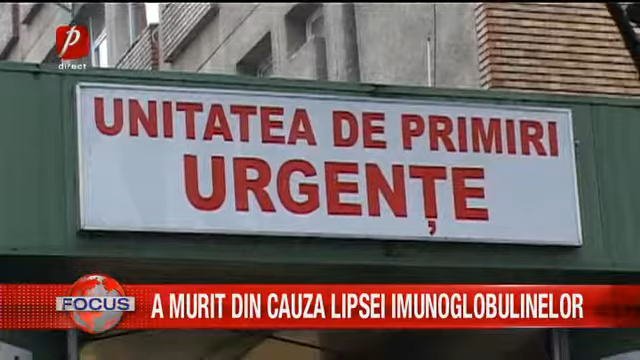 p
direct
UNITATEA DE PRIMIRI
URGENȚE
FOCUS
A MURIT DIN CAUZA LIPSEI IMUNOGLOBULINELOR